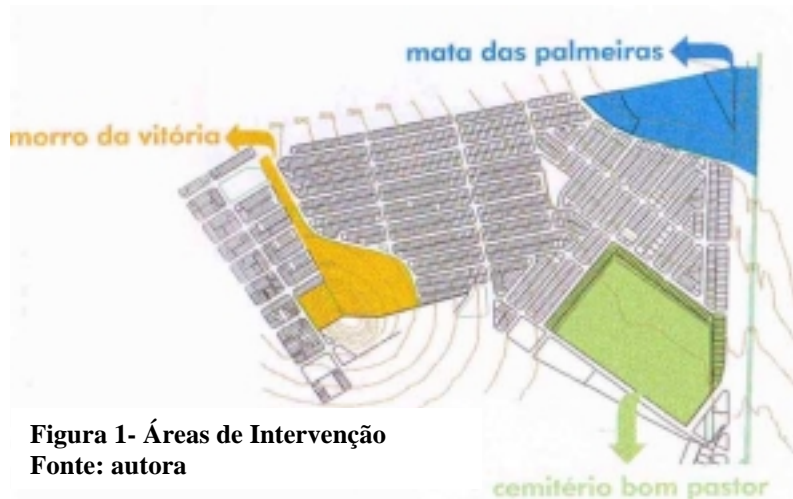 mata das palmeiras
morro da vitória
Figura 1- Áreas de Intervenção
Fonte: autora
cemitério bom pastor